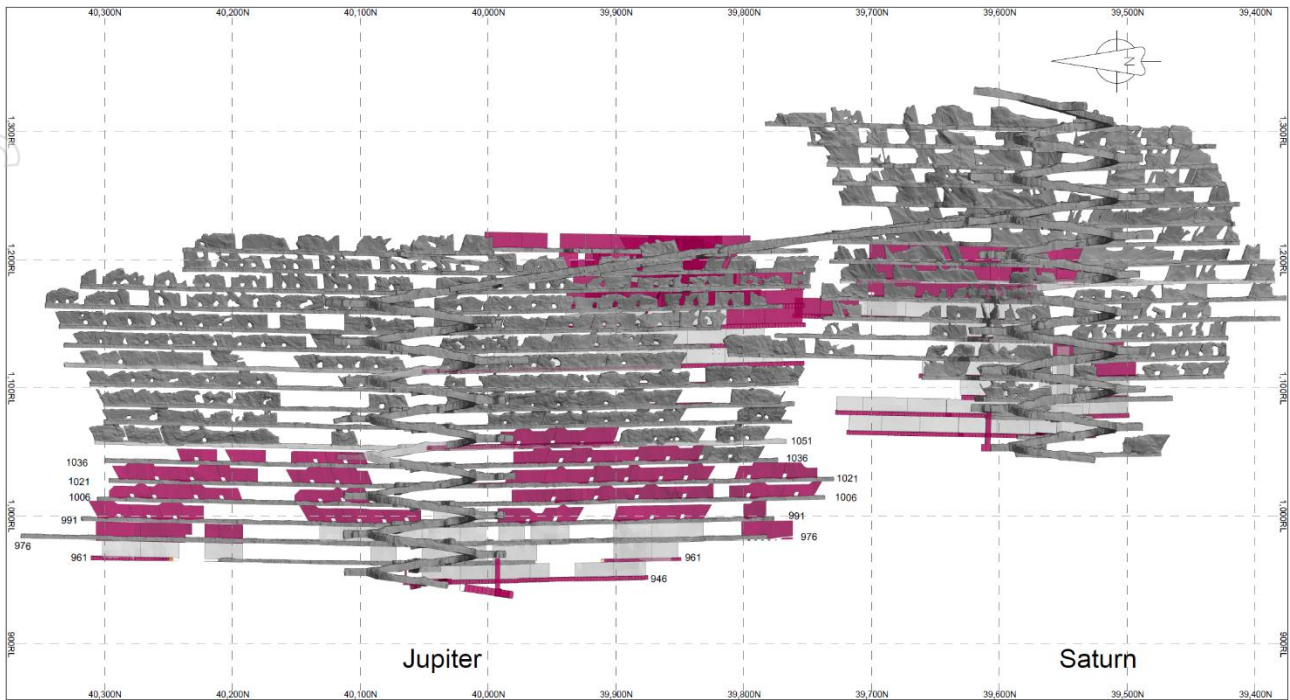 40,300N 40,200N 40,100N 40,000N 39,900N 39,800N 39,700N 39,600N 39,500N 39,400N
N
1,300RL 1,300RL
1,200RL 1,200RL
1,100RL 1,100RL
1051
1036 1036
1021 1021
1006 1006
1,000RL 1,000RL
991 991
976 976
961 961
946
900RL 900RL
Jupiter Saturn
40,300N 40,200N 40,100N 40,000N 39,900N 39,800N 39,700N 39,600N 39,500N 39,400N